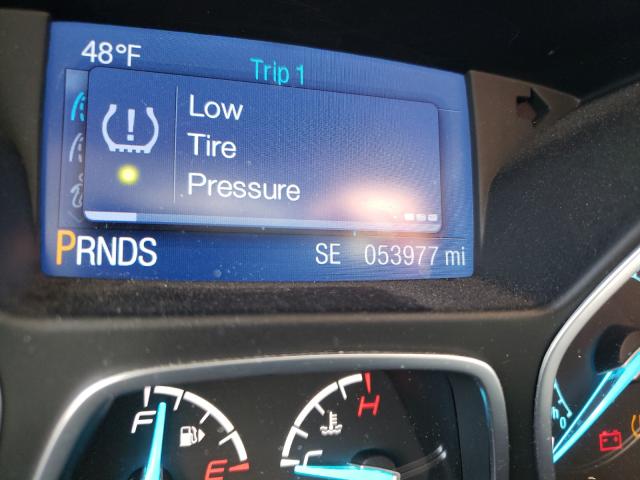 48°F
Trip 1
Low
Tire
Pressure
PRNDS
SE 053977 mi
F
E
H
C